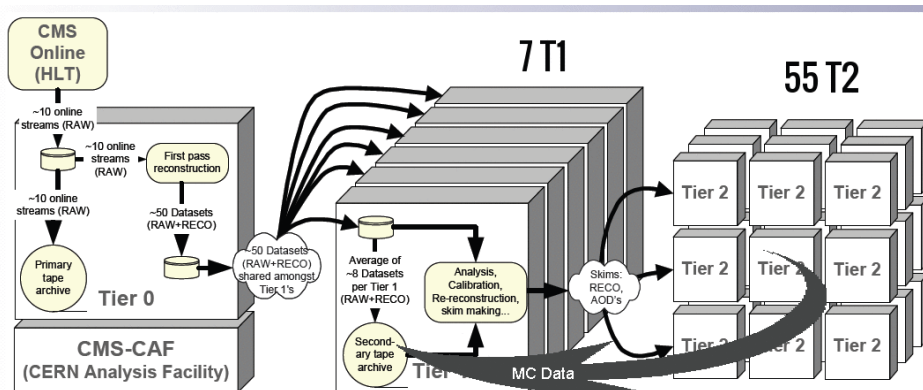 CMS
Online
(HLT)
7 T1
55 T2
~10 online
streams (RAW)
~10 online
streams
(RAW)
First pass
reconstruction
~10 online
streams (RAW)
~50 Datasets
(RAW+RECO)
Primary
tape
archive
Tier 0
~50 Datasets
(RAW+RECO)
shared amongst
Tier 1's
CMS-CAF
(CERN Analysis Facility)
Average of
~8 Datasets
per Tier 1
(RAW+RECO)
Analysis,
Calibration,
Re-reconstruction,
skim making...
Second-
ary tape
archive
Tier
Skims:
RECO,
AOD's
Tier 2
Tier 2
Tier 2
Tier 2
Tier 2
Tier 2
Tier 2
Tier 2
Tier 2
MC Data